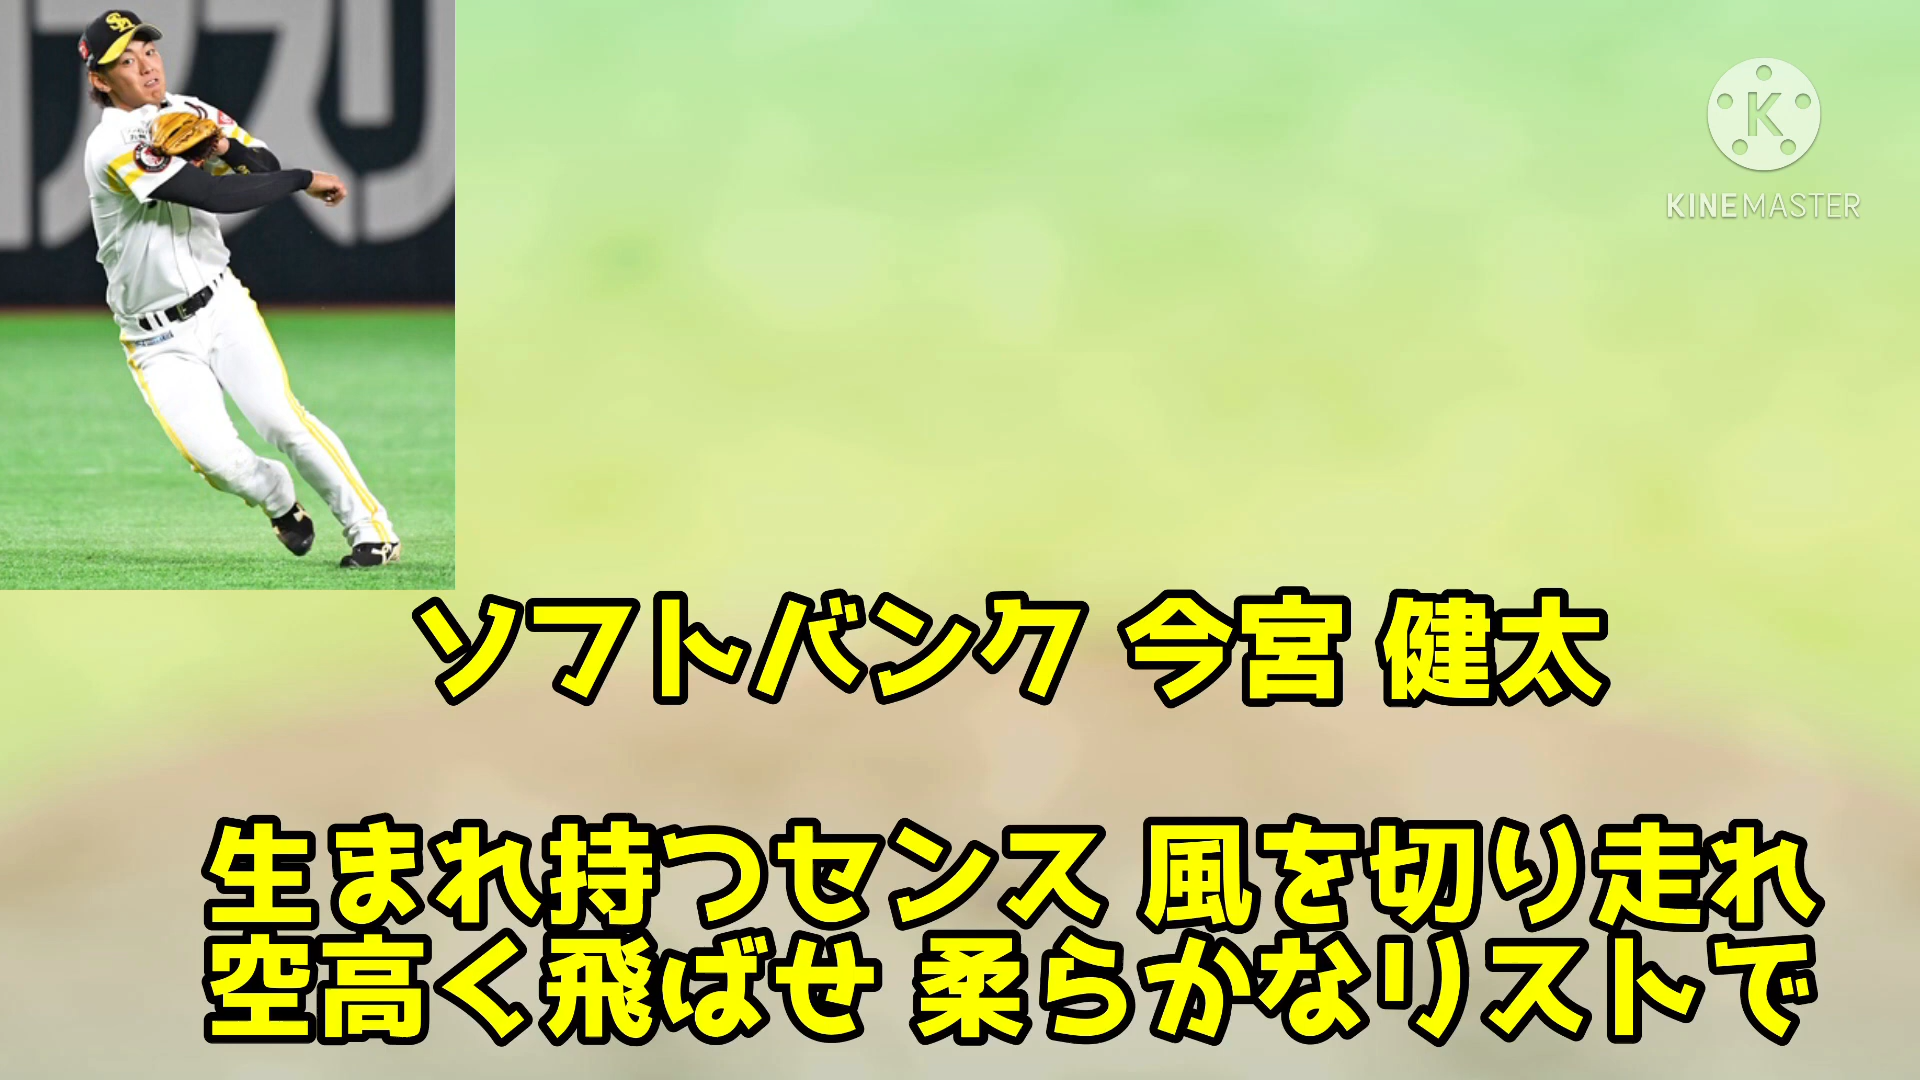 SH
K
KINEMASTER
ソフトバンク 今宮 健太
生まれ持つセンス 風を切り走れ
空高く飛ばせ 柔らかなリストで